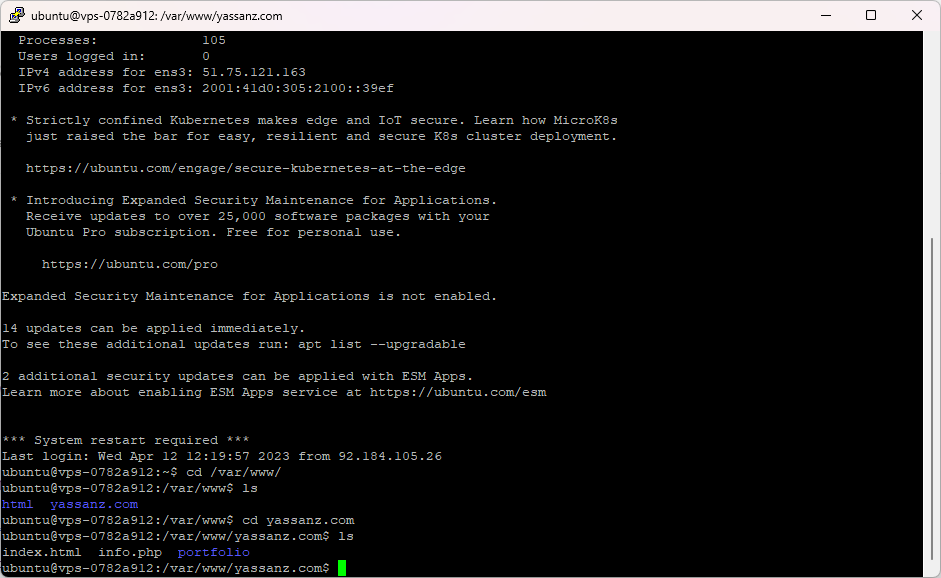 ubuntu@vps-0782a912: /var/www/yassanz.com
Processes: 105
Users logged in: 0
IPv4 address for ens3: 51.75.121.163
IPv6 address for ens3: 2001:41d0:305:2100::39ef
* Strictly confined Kubernetes makes edge and IoT secure. Learn how MicroK8s
just raised the bar for easy, resilient and secure K8s cluster deployment.
https://ubuntu.com/engage/secure-kubernetes-at-the-edge
* Introducing Expanded Security Maintenance for Applications.
Receive updates to over 25,000 software packages with your
Ubuntu Pro subscription. Free for personal use.
https://ubuntu.com/pro
Expanded Security Maintenance for Applications is not enabled.
14 updates can be applied immediately.
To see these additional updates run: apt list --upgradable
2 additional security updates can be applied with ESM Apps.
Learn more about enabling ESM Apps service at https://ubuntu.com/esm
*** System restart required ***
Last login: Wed Apr 12 12:19:57 2023 from 92.184.105.26
ubuntu@vps-0782a912:~$ cd /var/www/
ubuntu@vps-0782a912:/var/www$ ls
html  yassanz.com
ubuntu@vps-0782a912:/var/www$ cd yassanz.com
ubuntu@vps-0782a912:/var/www/yassanz.com$ ls
index.html  info.php  portfolio
ubuntu@vps-0782a912:/var/www/yassanz.com$